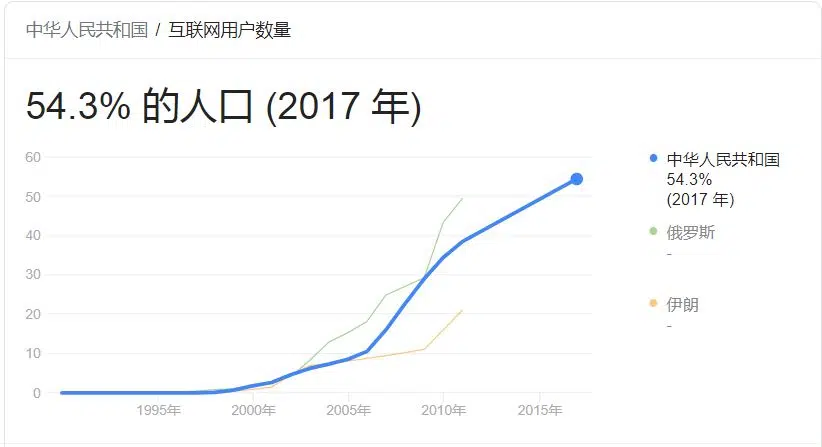 中华人民共和国 / 互联网用户数量
54.3% 的人口 (2017 年)
60
50
40
30
20
10
0
1995年 2000年 2005年 2010年 2015年
中华人民共和国
54.3%
(2017 年)
俄罗斯
-
伊朗
-